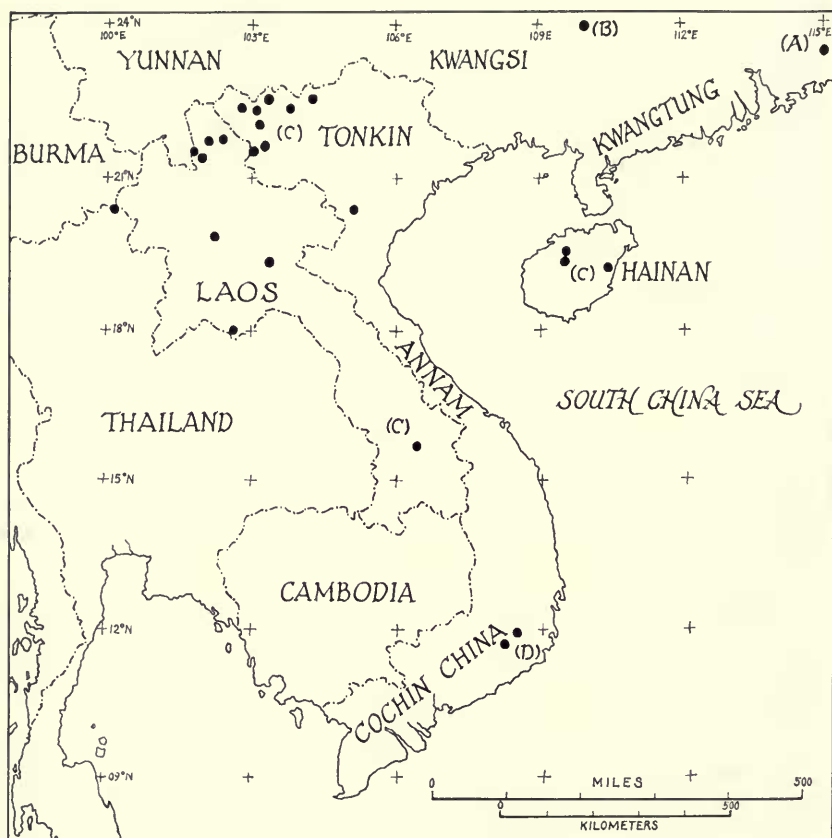 24°N
100°E
103°E
106°E
109°E
(B)
112°E
115°E
(A)
YUNNAN
KWANGSI
KWANGTUNG
(C)
TONKIN
BURMA
21°N
(C)
HAINAN
LAOS
18°N
ANNAM
SOUTH CHINA SEA
THAILAND
(C)
15°N
CAMBODIA
12°N
COCHIN CHINA
(D)
09°N
0
MILES
500
0
500
KILOMETERS